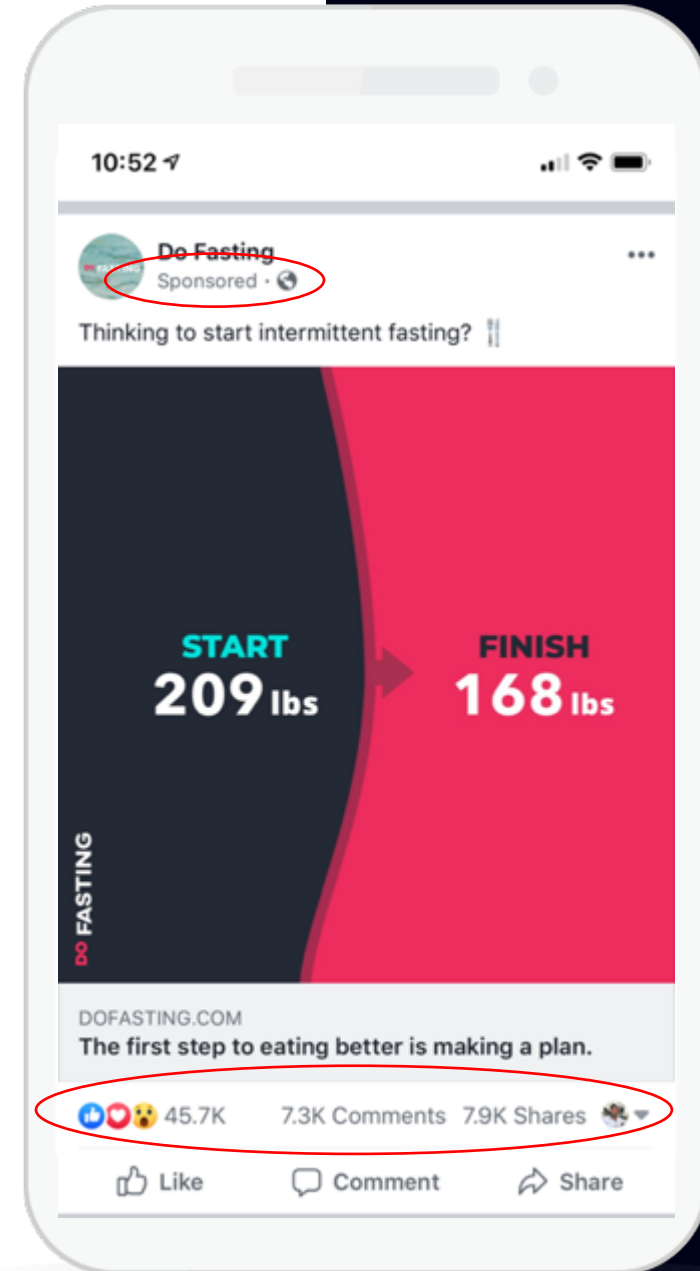 10:52
Do Fasting
Sponsored ·
Thinking to start intermittent fasting?
START
209 lbs
FINISH
168 lbs
DO FASTING
DOFASTING.COM
The first step to eating better is making a plan.
45.7K 7.3K Comments 7.9K Shares
Like Comment Share